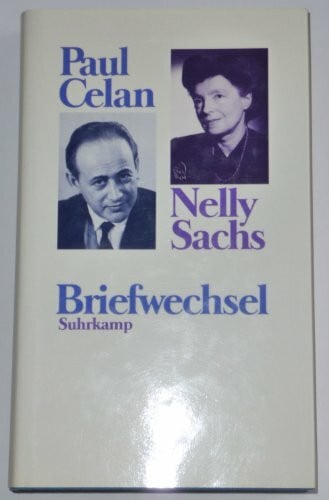 Paul
Celan
Nelly
Sachs
Briefwechsel
Suhrkamp